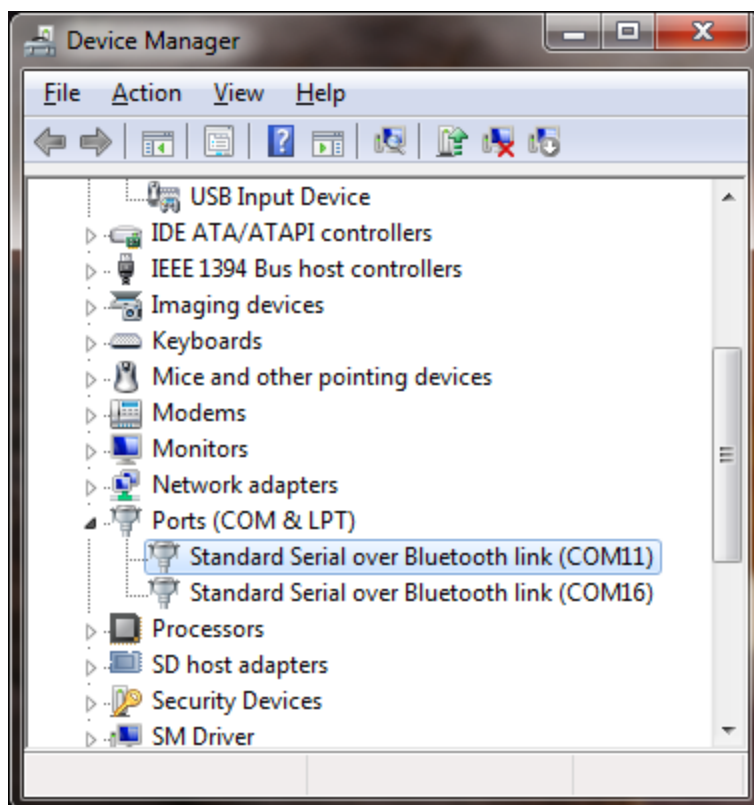 Device Manager
File Action View Help
USB Input Device
IDE ATA/ATAPI controllers
IEEE 1394 Bus host controllers
Imaging devices
Keyboards
Mice and other pointing devices
Modems
Monitors
Network adapters
Ports (COM & LPT)
Standard Serial over Bluetooth link (COM11)
Standard Serial over Bluetooth link (COM16)
Processors
SD host adapters
Security Devices
SM Driver